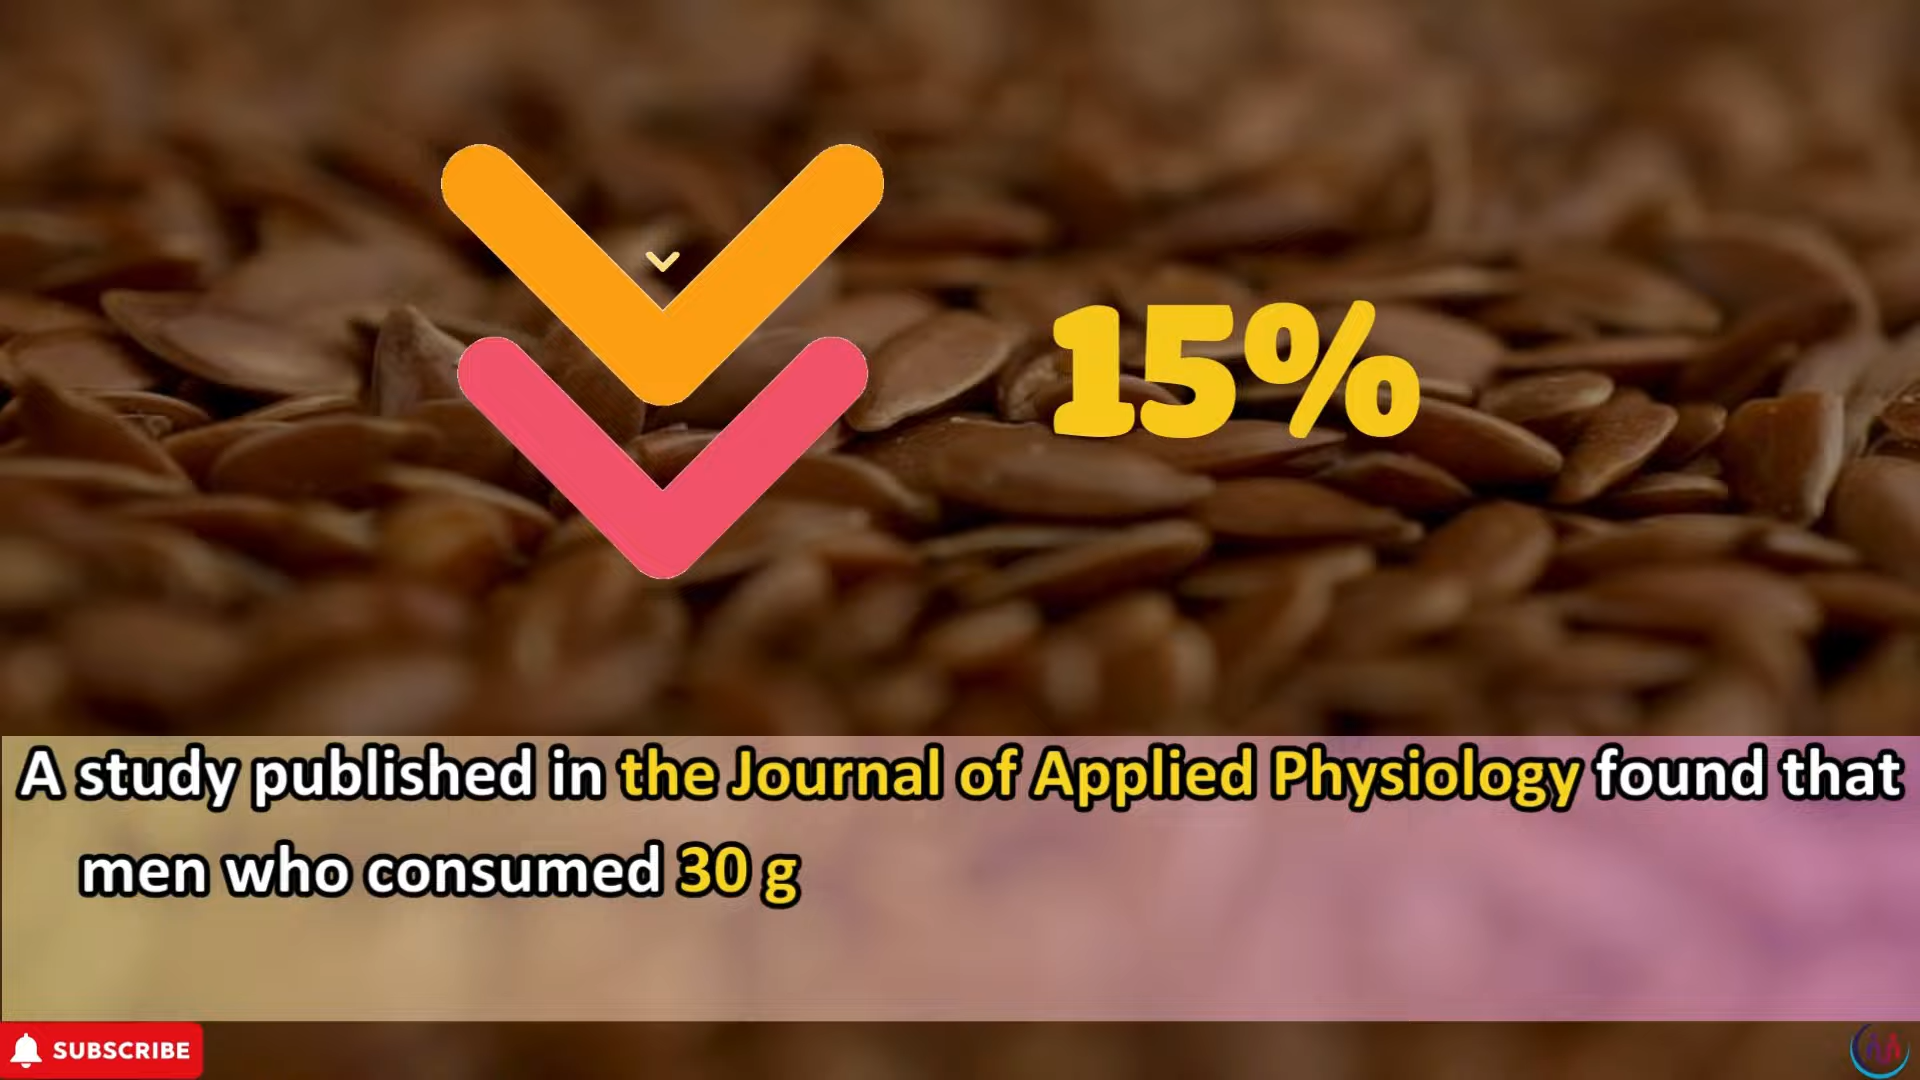 15%
A study published in the Journal of Applied Physiology found that
men who consumed 30 g
SUBSCRIBE